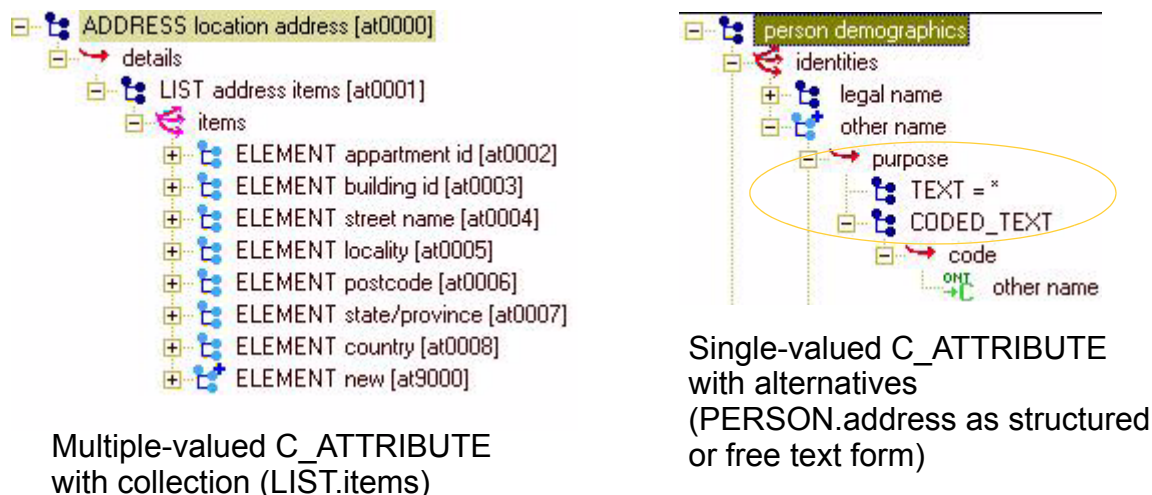 ADDRESS location address [at0000]
details
LIST address items [at0001]
items
ELEMENT appartment id [at0002]
ELEMENT building id [at0003]
ELEMENT street name [at0004]
ELEMENT locality [at0005]
ELEMENT postcode [at0006]
ELEMENT state/province [at0007]
ELEMENT country [at0008]
ELEMENT new [at9000]
Multiple-valued C_ATTRIBUTE
with collection (LIST.items)
person demographics
identities
legal name
other name
purpose
TEXT = *
CODED_TEXT
code
ONT C other name
Single-valued C_ATTRIBUTE
with alternatives
(PERSON.address as structured
or free text form)